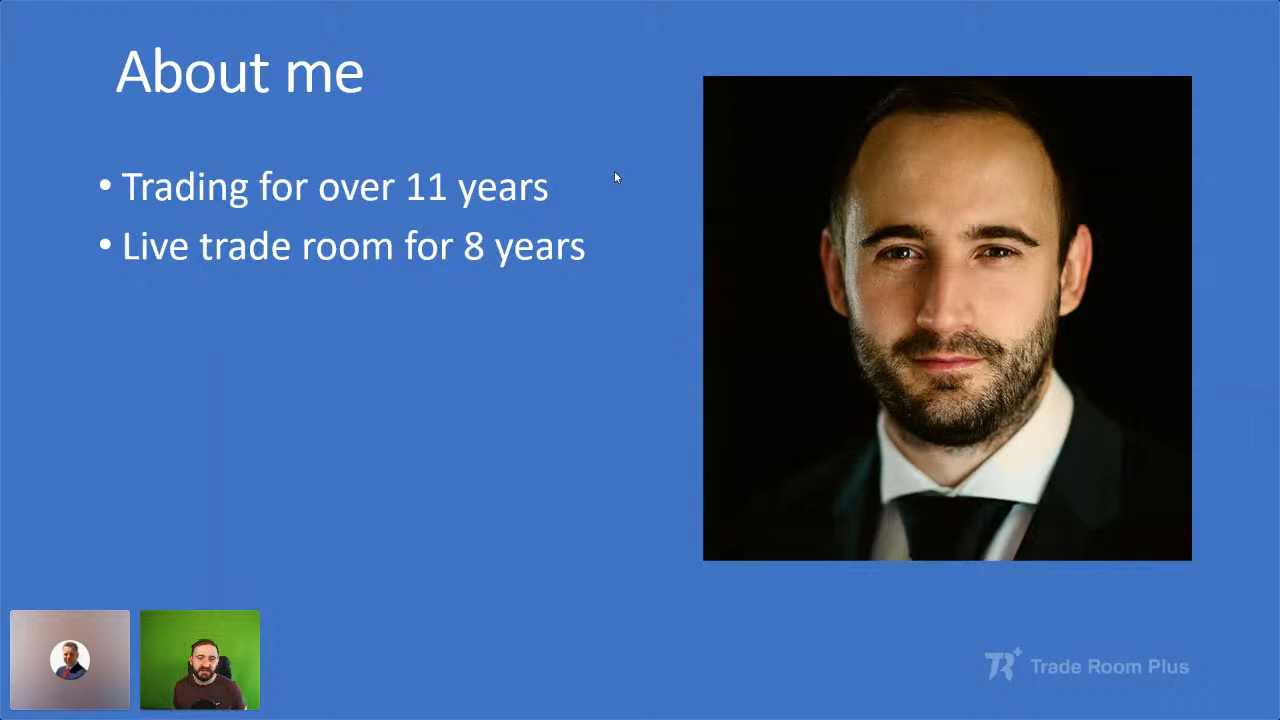 About me
• Trading for over 11 years
• Live trade room for 8 years
Trade Room Plus